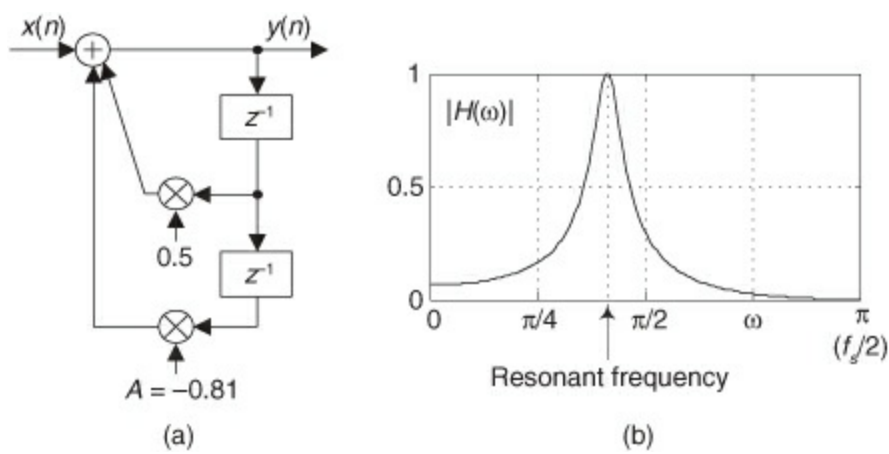 x(n)
y(n)
+
z⁻¹
0.5
z⁻¹
A = −0.81
(a)
1
|H(ω)|
0.5
0
0
π/4
π/2
ω
π
(fₛ/2)
Resonant frequency
(b)